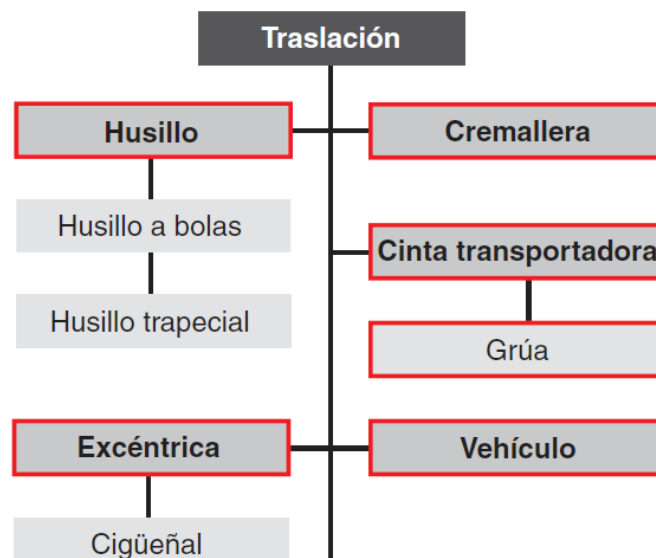 Traslación
Husillo
Cremallera
Husillo a bolas
Cinta transportadora
Husillo trapecial
Grúa
Excéntrica
Vehículo
Cigüeñal